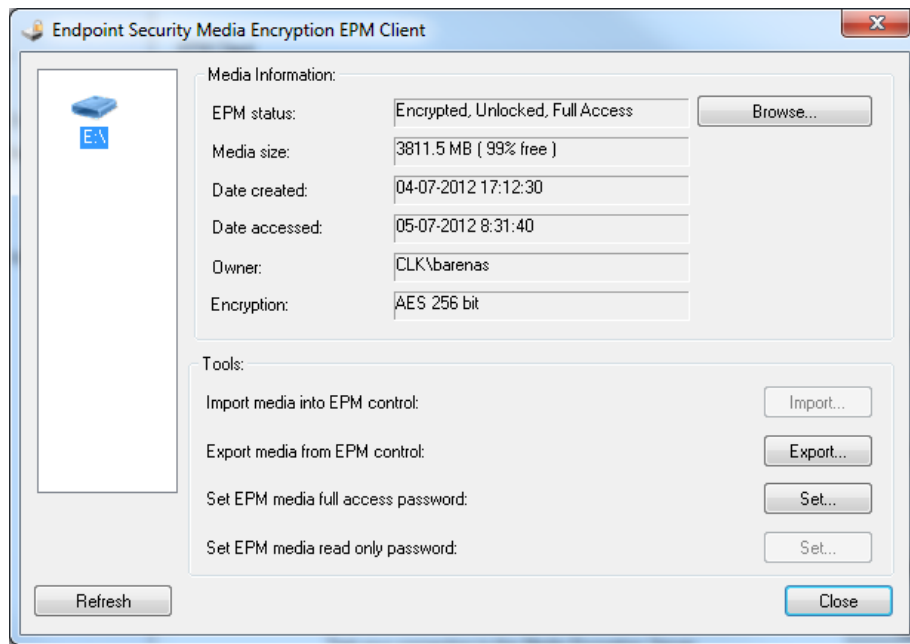 Endpoint Security Media Encryption EPM Client
E:\
Media Information:
EPM status: Encrypted, Unlocked, Full Access Browse...
Media size: 3811.5 MB ( 99% free )
Date created: 04-07-2012 17:12:30
Date accessed: 05-07-2012 8:31:40
Owner: CLK\barenas
Encryption: AES 256 bit
Tools:
Import media into EPM control: Import...
Export media from EPM control: Export...
Set EPM media full access password: Set...
Set EPM media read only password: Set...
Refresh Close